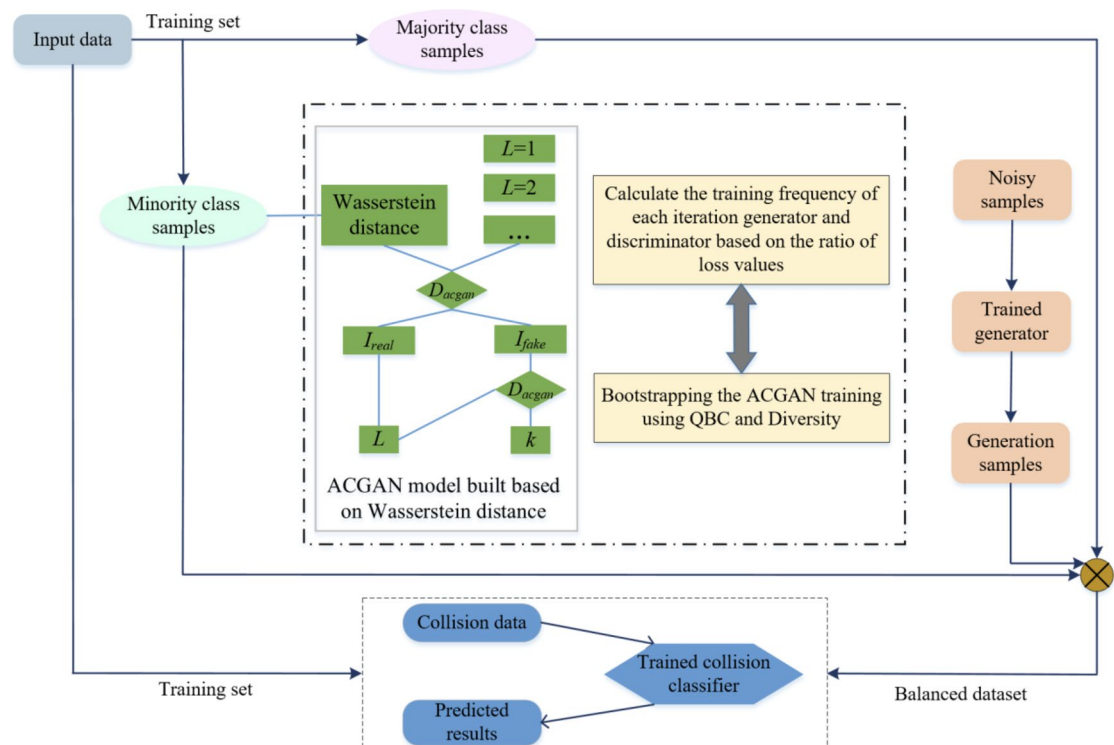 Input data
Training set
Majority class
samples
Minority class
samples
Wasserstein
distance
L=1
L=2
...
D_acgan
I_real
I_fake
D_acgan
L
k
ACGAN model built based
on Wasserstein distance
Calculate the training frequency of
each iteration generator and
discriminator based on the ratio of
loss values
Bootstrapping the ACGAN training
using QBC and Diversity
Noisy
samples
Trained
generator
Generation
samples
Collision data
Trained collision
classifier
Predicted
results
Training set
Balanced dataset